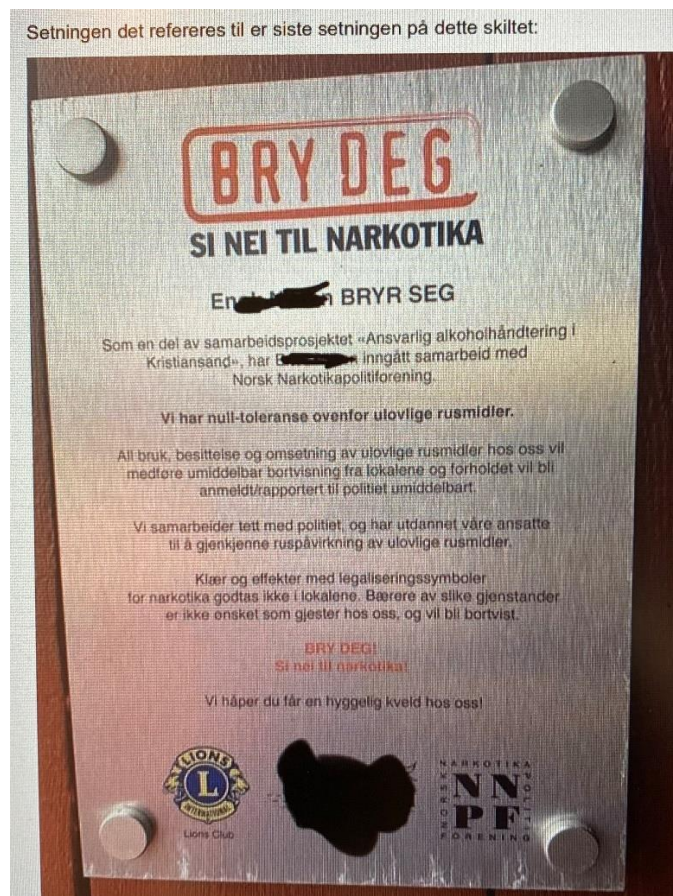 Setningen det refereres til er siste setningen på dette skiltet:
BRY DEG
SI NEI TIL NARKOTIKA
BRYR SEG
Som en del av samarbeidsprosjektet «Ansvarlig alkoholhåndtering i
Kristiansand», har inngått samarbeid med
Norsk Narkotikapolitiforening.
Vi har null-toleranse ovenfor ulovlige rusmidler.
All bruk, besittelse og omsetning av ulovlige rusmidler hos oss vil
medføre umiddelbar bortvisning fra lokalene og forholdet vil bli
anmeldt/rapportert til politiet umiddelbart.
Vi samarbeider tett med politiet, og har utdannet våre ansatte
til å gjenkjenne ruspåvirkning av ulovlige rusmidler.
Klær og effekter med legaliseringssymboler
for narkotika godtas ikke i lokalene. Bærere av slike gjenstander
er ikke ønsket som gjester hos oss, og vil bli bortvist.
BRY DEG!
Si nei til narkotika!
Vi håper du får en hyggelig kveld hos oss!
LIONS
L
INTERNATIONAL
Lions Club
NARKOTIKA
NORSK
NN
PF
POLITI
FORENING